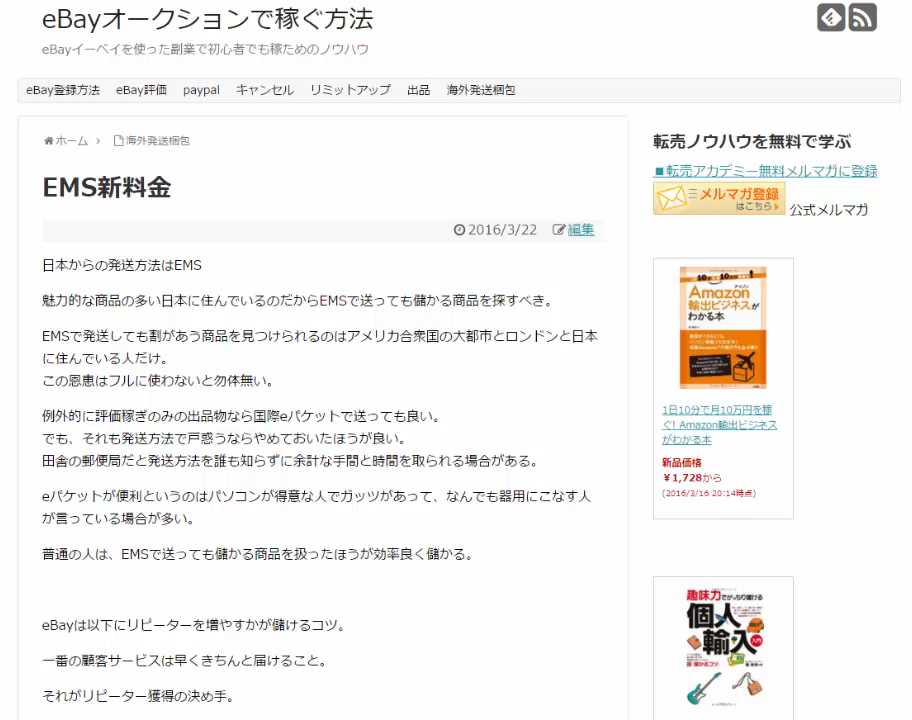 eBayオークションで稼ぐ方法
eBayイーベイを使った副業で初心者でも稼ためのノウハウ
eBay登録方法 eBay評価 paypal キャンセル リミットアップ 出品 海外発送梱包
ホーム › 海外発送梱包
EMS新料金
2016/3/22 編集
日本からの発送方法はEMS
魅力的な商品の多い日本に住んでいるのだからEMSで送っても儲かる商品を探すべき。
EMSで発送しても割があう商品を見つけられるのはアメリカ合衆国の大都市とロンドンと日本
に住んでいる人だけ。
この恩恵はフルに使わないと勿体無い。
例外的に評価稼ぎのみの出品物なら国際eパケットで送っても良い。
でも、それも発送方法で戸惑うならやめておいたほうが良い。
田舎の郵便局だと発送方法を誰も知らずに余計な手間と時間を取られる場合がある。
eパケットが便利というのはパソコンが得意な人でガッツがあって、なんでも器用にこなす人
が言っている場合が多い。
普通の人は、EMSで送っても儲かる商品を扱ったほうが効率良く儲かる。
eBayは以下にリピーターを増やすかが儲けるコツ。
一番の顧客サービスは早くきちんと届けること。
それがリピーター獲得の決め手。
転売ノウハウを無料で学ぶ
■転売アカデミー無料メルマガに登録
メルマガ登録
はこちら
公式メルマガ
Amazon
輸出ビジネスが
わかる本
1日10分で月10万円を稼
ぐ! Amazon輸出ビジネス
がわかる本
新品価格
￥1,728から
(2016/3/16 20:14時点)
趣味力でがっちり儲ける
個人
輸入
入門